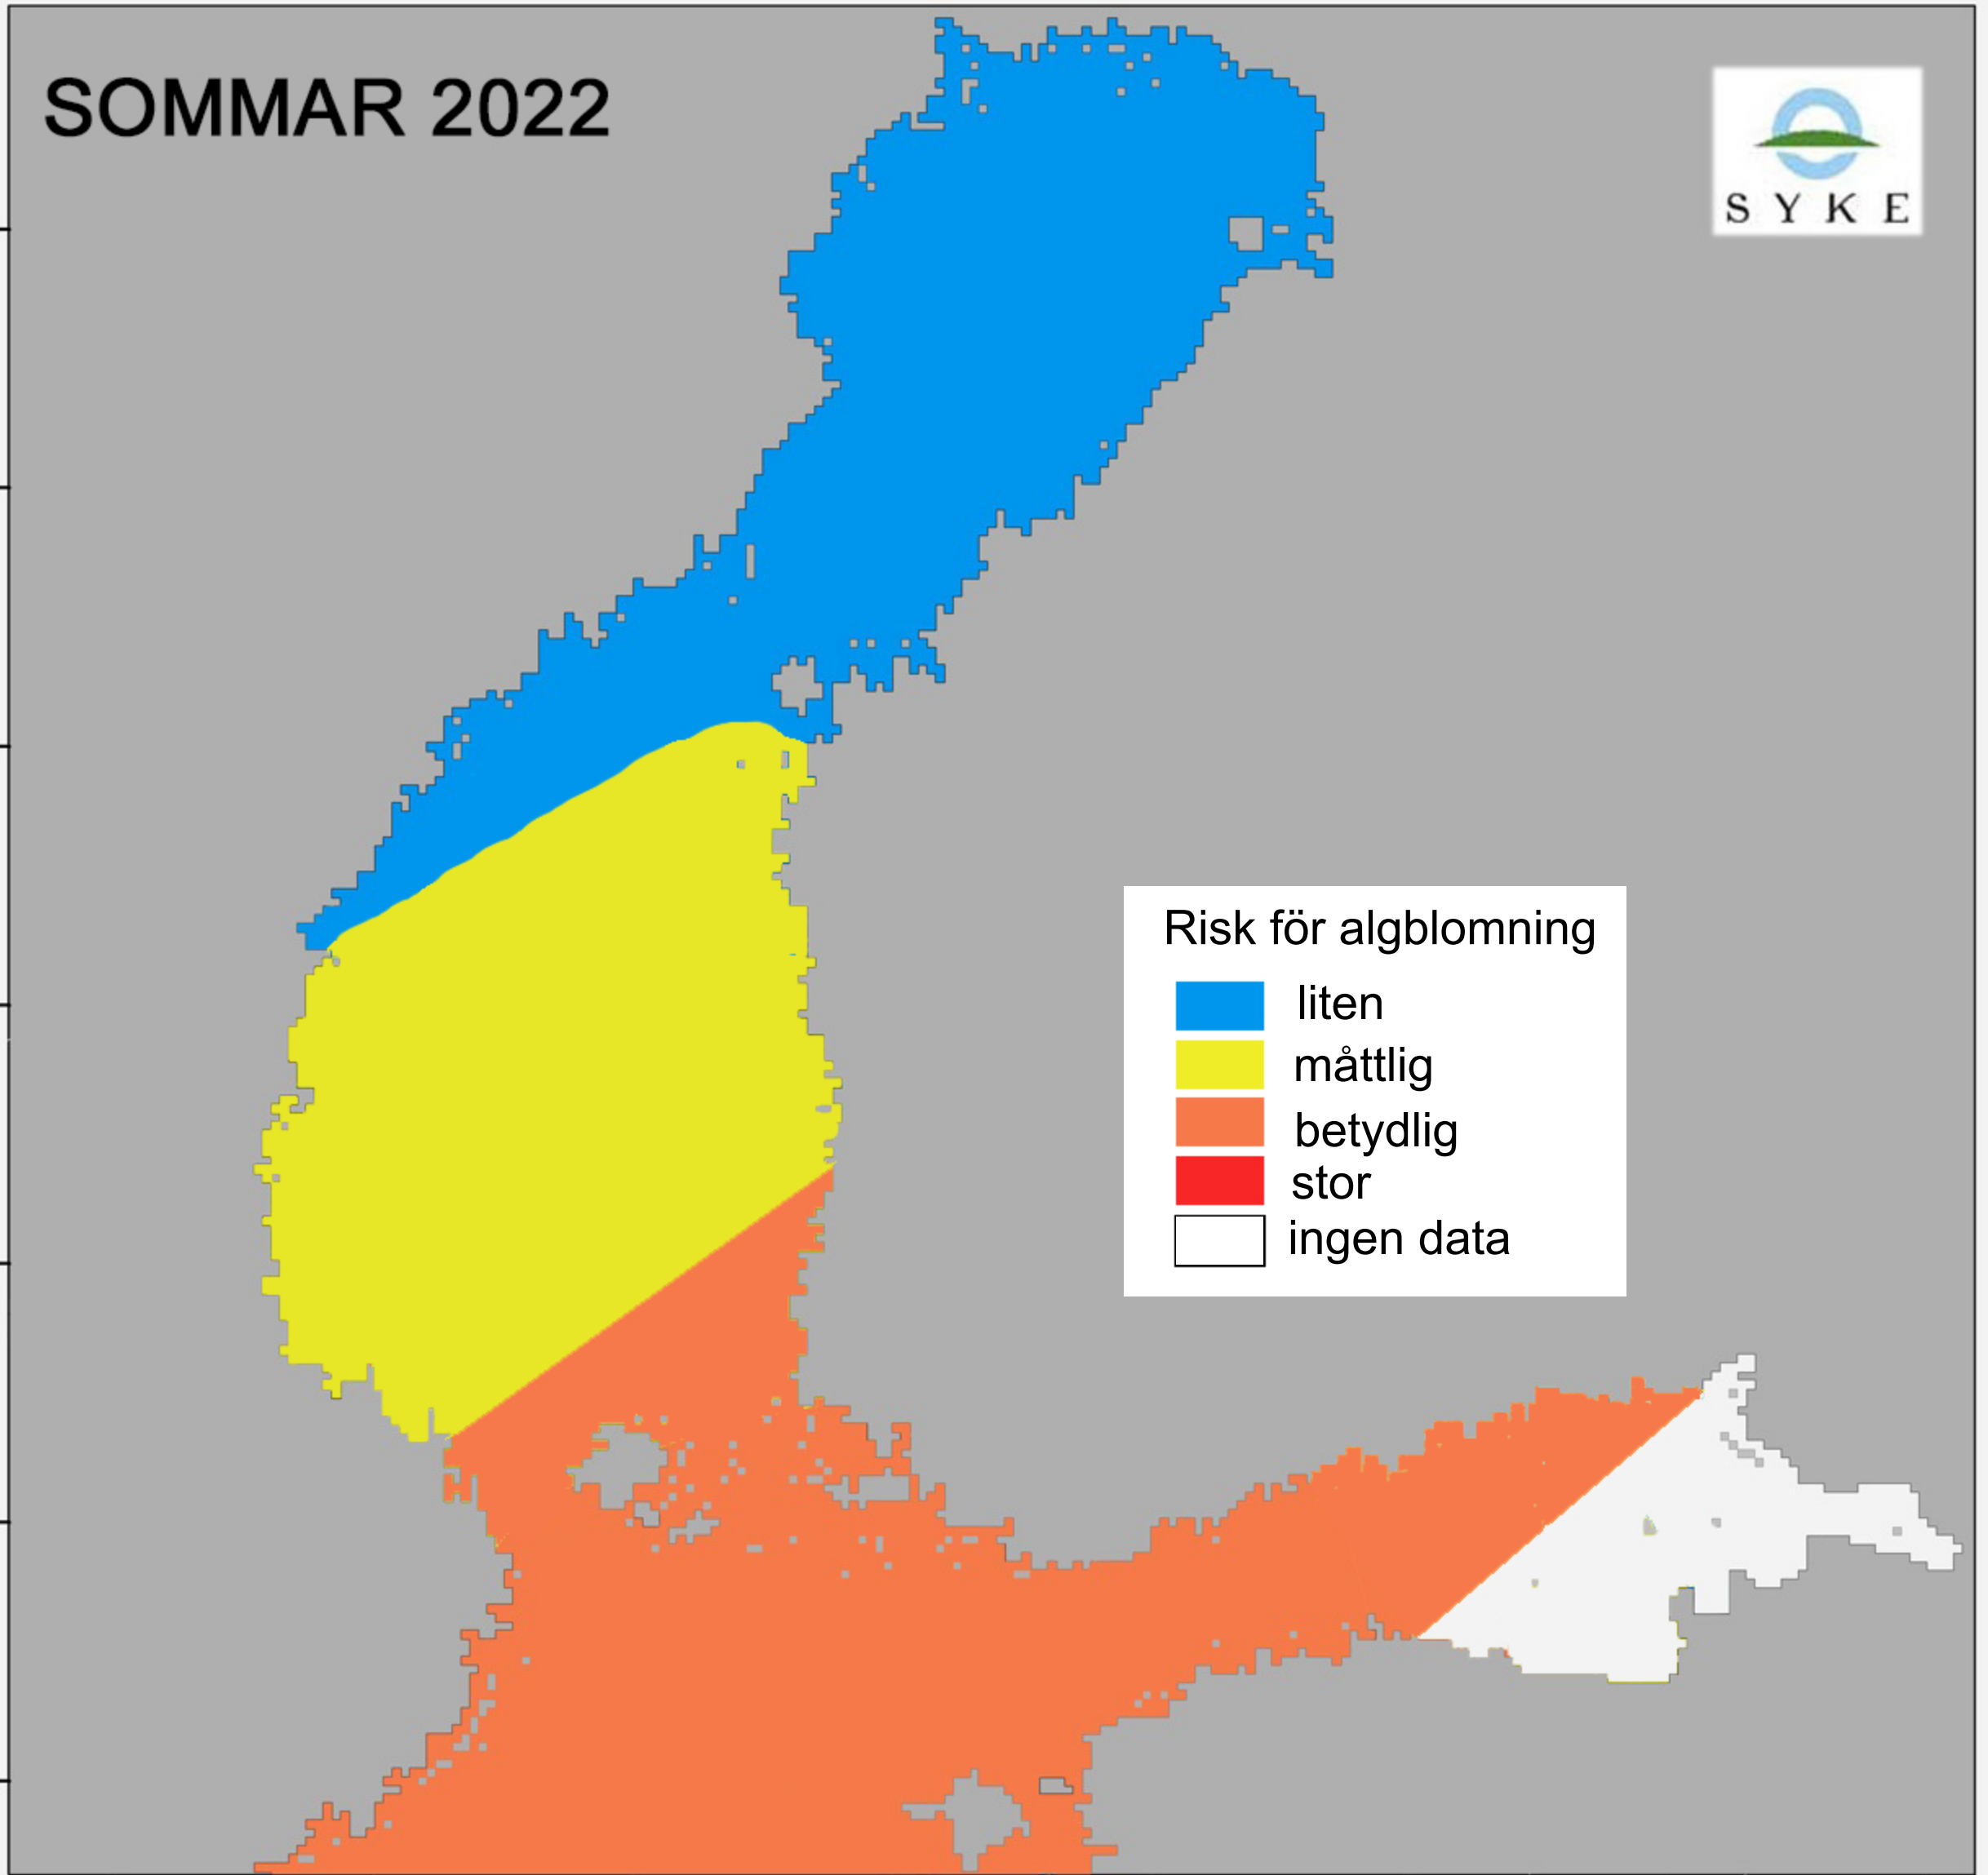 SOMMAR 2022
S Y K E
Risk för algblomning
liten
måttlig
betydlig
stor
ingen data